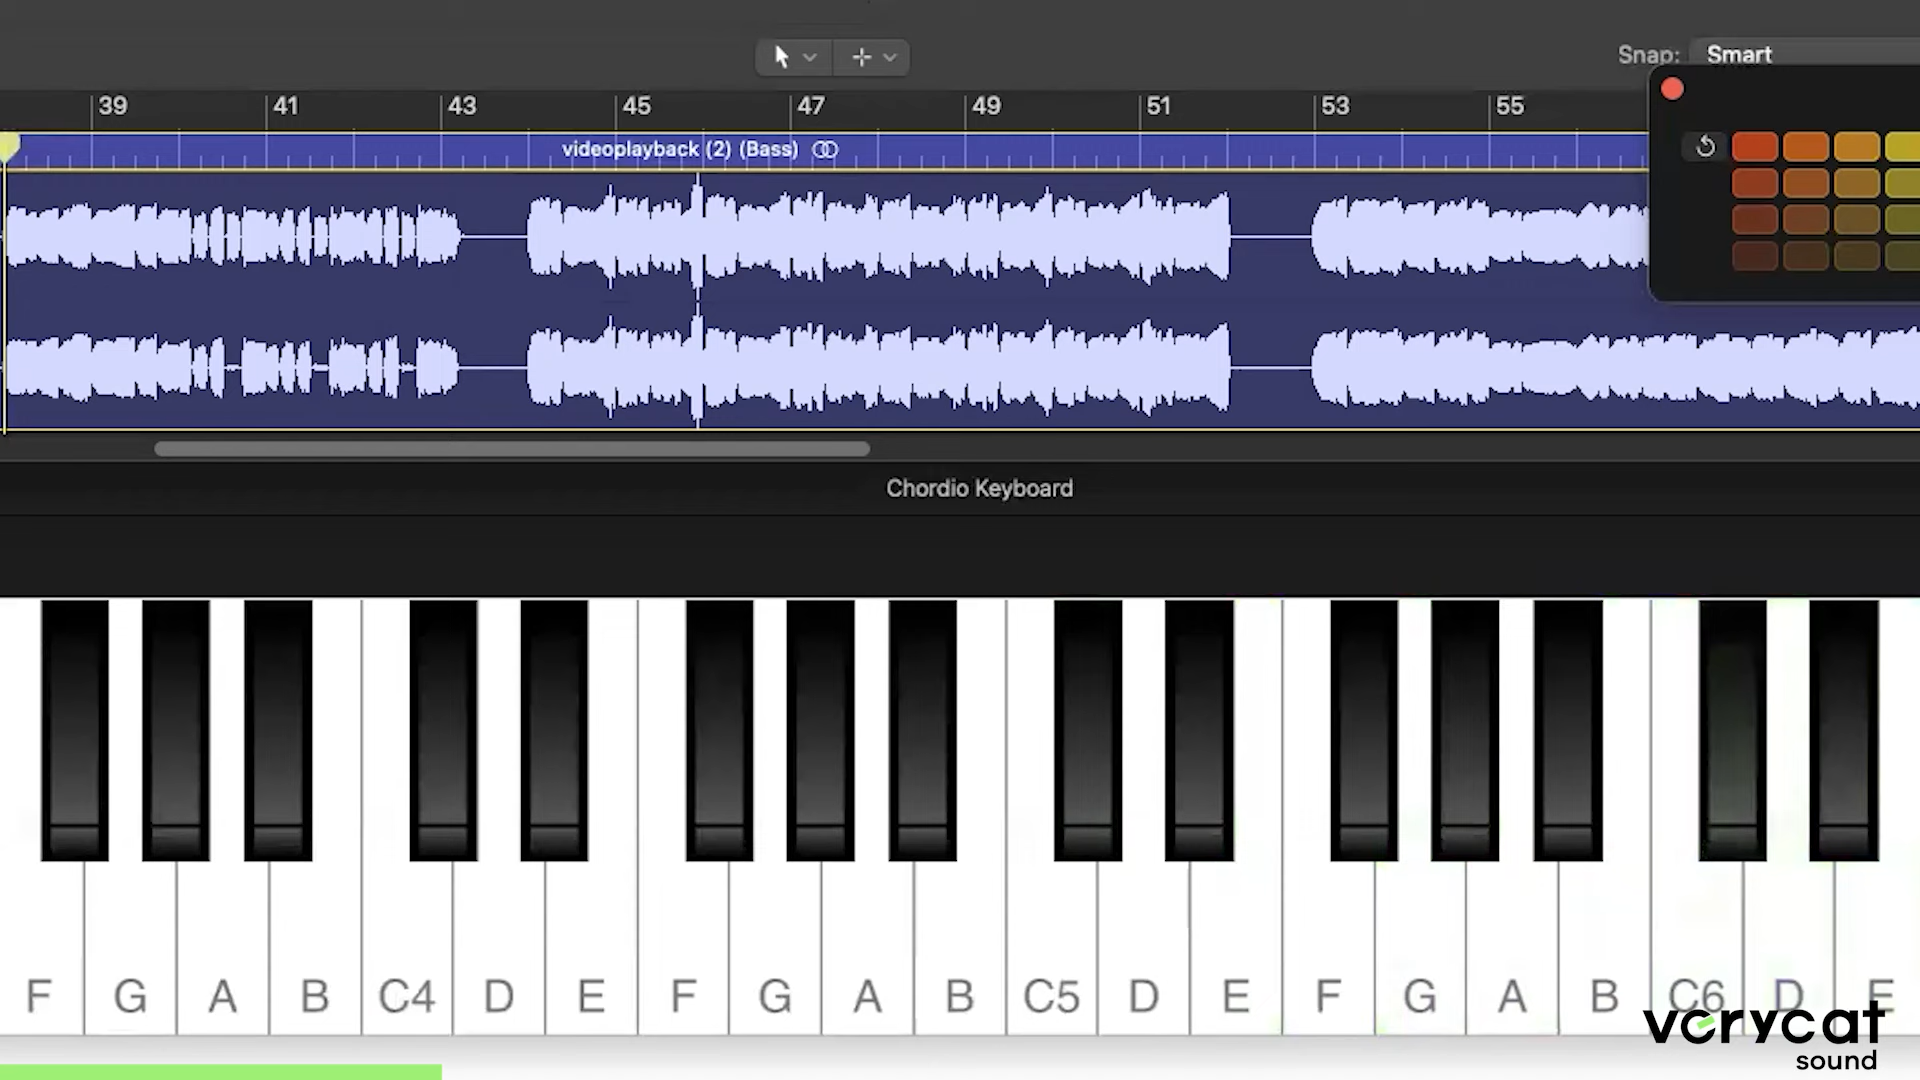 Snap: Smart
39 41 43 45 47 49 51 53 55
videoplayback (2) (Bass)
Chordio Keyboard
F G A B C4 D E F G A B C5 D E F G A B C6 D E
verycat
sound